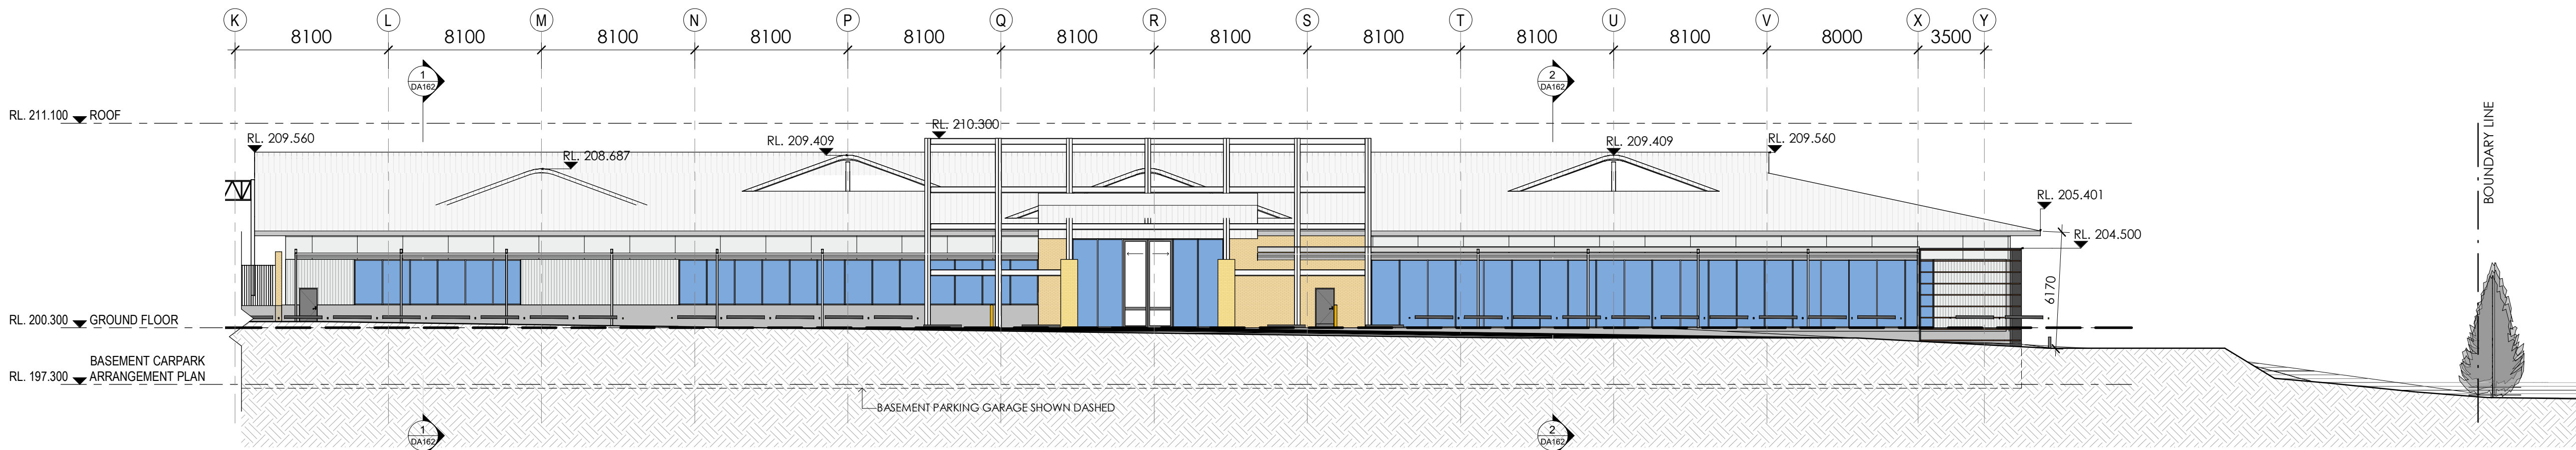 K L M N P Q R S T U V X Y
8100 8100 8100 8100 8100 8100 8100 8100 8100 8100 8000 3500
1
DA162
2
DA162
RL. 211.100 ROOF
RL. 209.560
RL. 208.687
RL. 209.409
RL. 210.300
RL. 209.409
RL. 209.560
BOUNDARY LINE
RL. 205.401
RL. 204.500
6170
RL. 200.300 GROUND FLOOR
BASEMENT CARPARK
RL. 197.300 ARRANGEMENT PLAN
BASEMENT PARKING GARAGE SHOWN DASHED
1
DA162
2
DA162